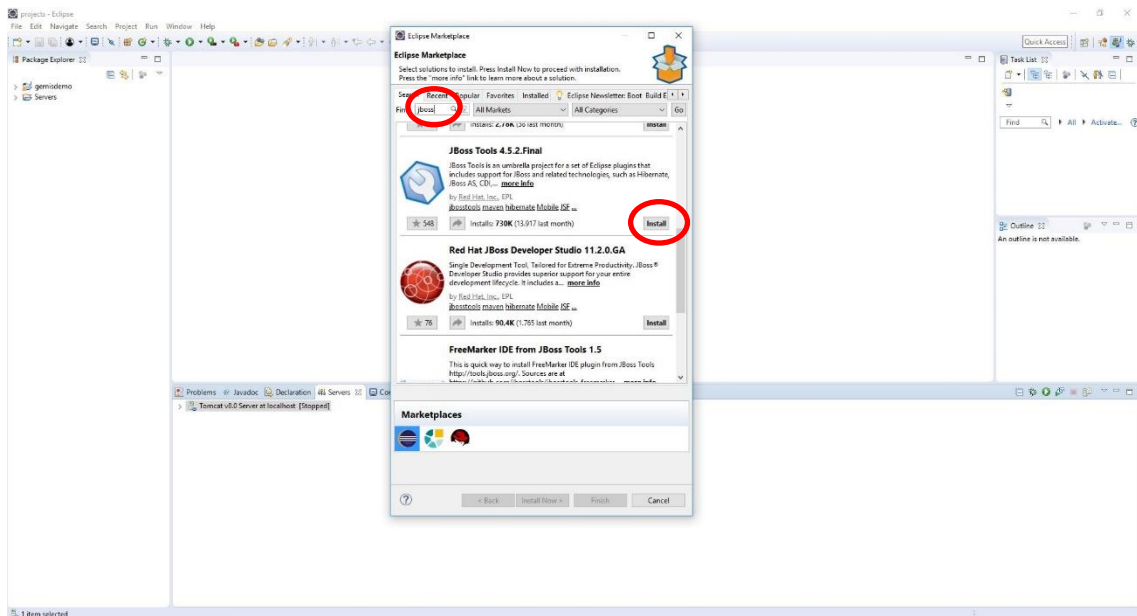 projects - Eclipse
File Edit Navigate Search Project Run Window Help
Quick Access
Package Explorer
gemisdemo
Servers
Eclipse Marketplace
Eclipse Marketplace
Select solutions to install. Press Install Now to proceed with installation.
Press the "more info" link to learn more about a solution.
Search Recent Popular Favorites Installed Eclipse Newsletter: Boot Build E
Find: jboss All Markets All Categories Go
Installs: 2,78K (56 last month) Install
JBoss Tools 4.5.2.Final
JBoss Tools is an umbrella project for a set of Eclipse plugins that
includes support for JBoss and related technologies, such as Hibernate,
JBoss AS, CDI,... more info
by Red Hat, Inc., EPL
jbosstools maven hibernate Mobile JSF ...
548 Installs: 730K (13.917 last month) Install
Red Hat JBoss Developer Studio 11.2.0.GA
Single Development Tool, Tailored for Extreme Productivity. JBoss®
Developer Studio provides superior support for your entire
development lifecycle. It includes a... more info
by Red Hat, Inc., EPL
jbosstools maven hibernate Mobile JSF ...
76 Installs: 90,4K (1.765 last month) Install
FreeMarker IDE from JBoss Tools 1.5
This is quick way to install FreeMarker IDE plugin from JBoss Tools
http://tools.jboss.org/. Sources are at
Marketplaces
< Back Install Now > Finish Cancel
Task List
Find All Activate...
Outline
An outline is not available.
Problems Javadoc Declaration Servers Co
Tomcat v8.0 Server at localhost [Stopped]
1 item selected